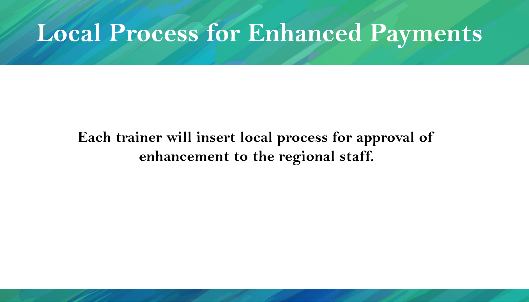 Local Process for Enhanced Payments
Each trainer will insert local process for approval of
enhancement to the regional staff.